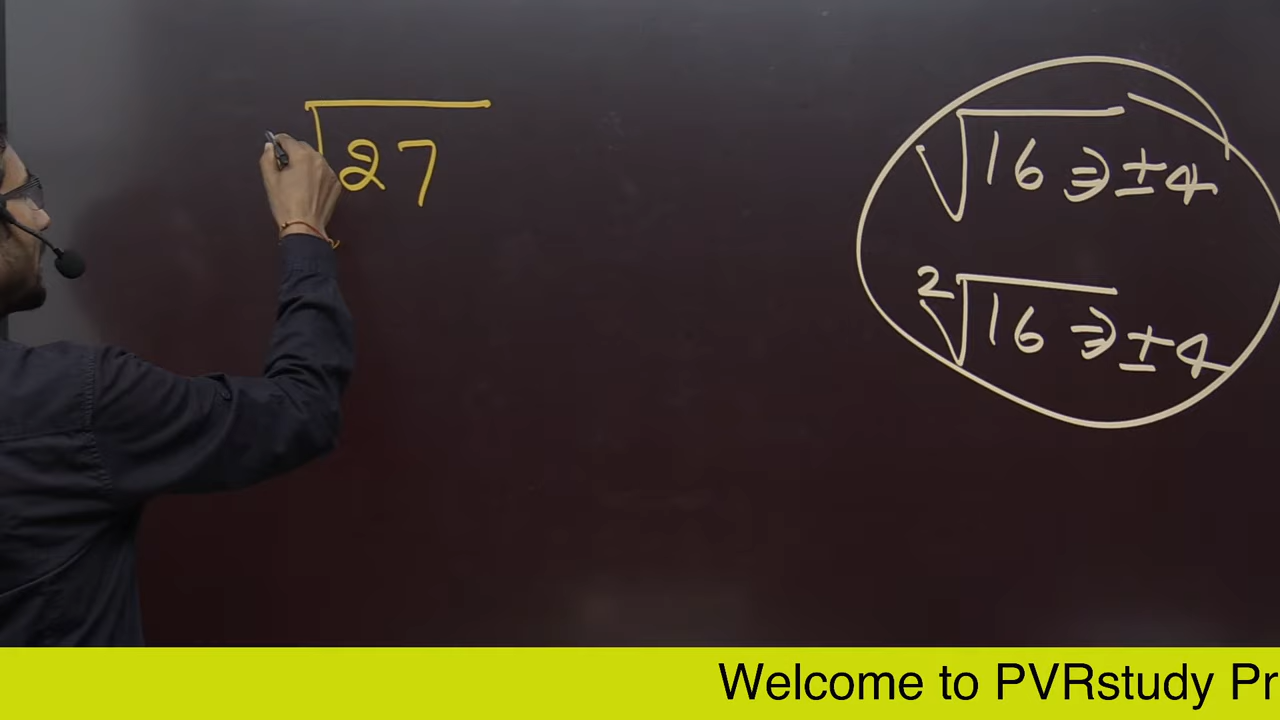 √27
√16 ⇒ ±4
²√16 ⇒ ±4
Welcome to PVRstudy Pr